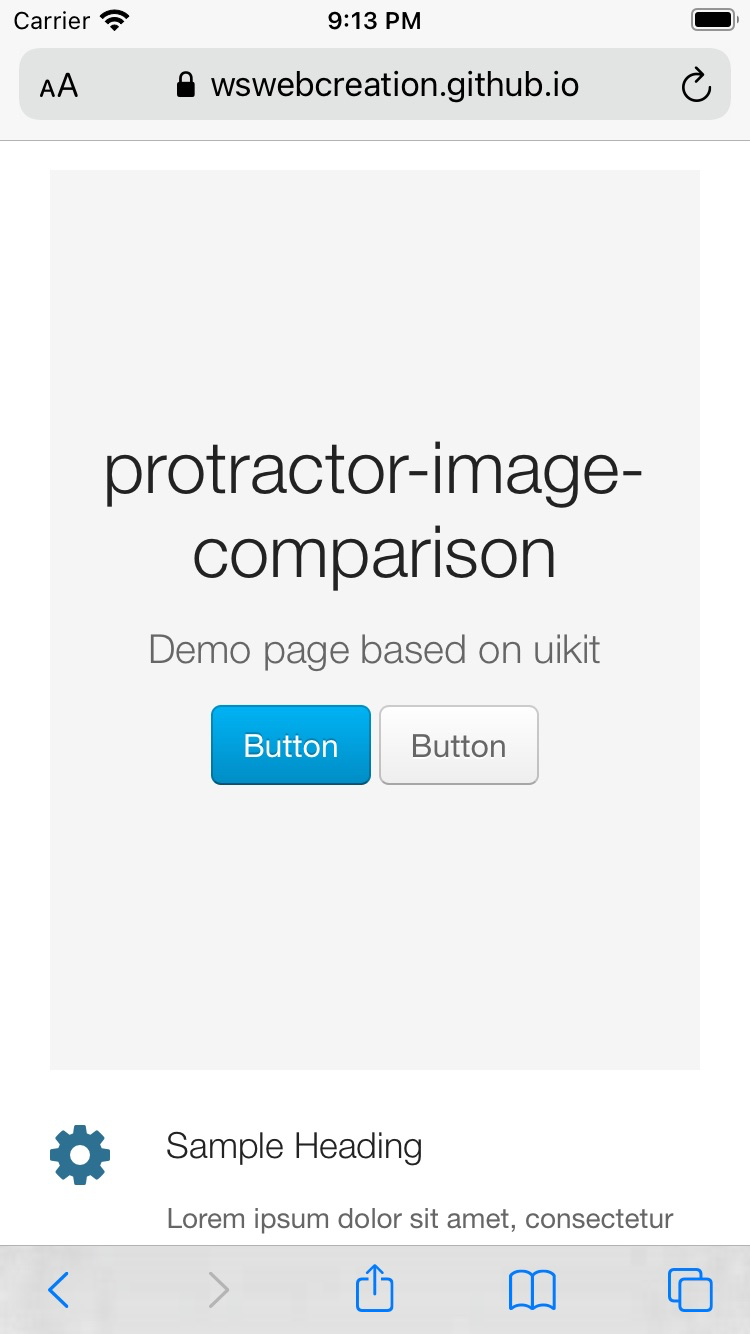 Carrier 9:13 PM
AA wswebcreation.github.io
protractor-image-
comparison
Demo page based on uikit
Button Button
Sample Heading
Lorem ipsum dolor sit amet, consectetur